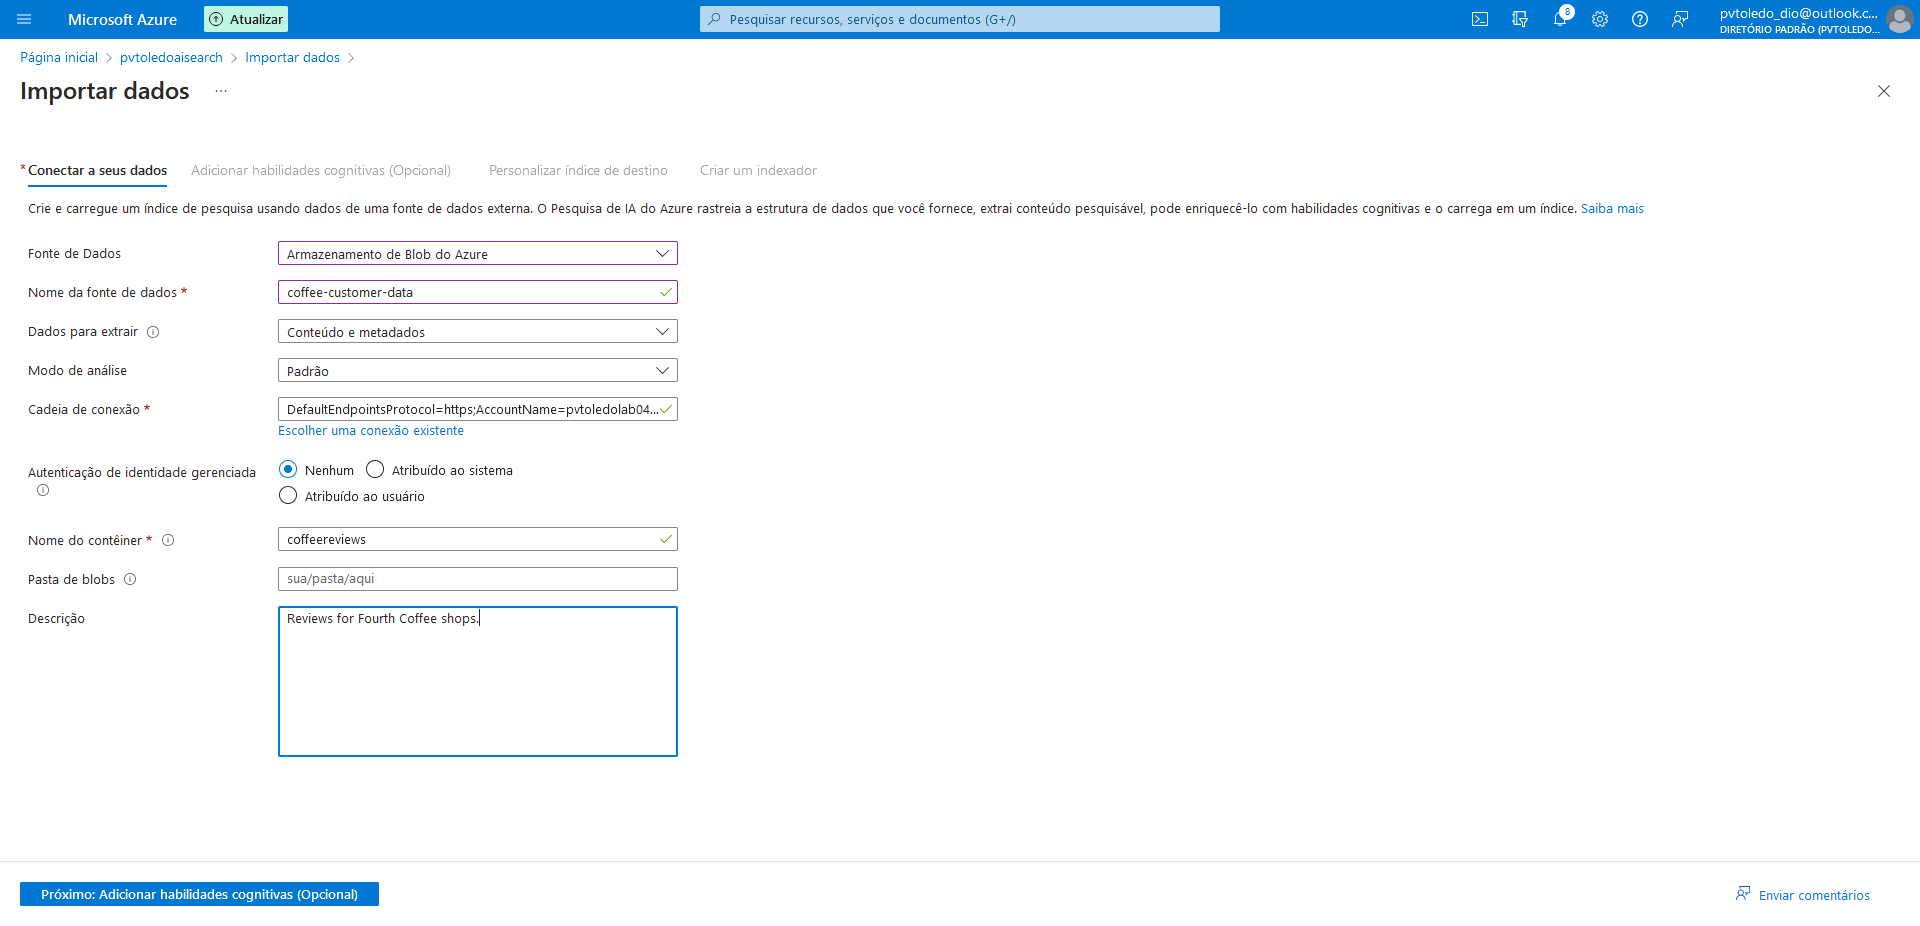 Microsoft Azure
Atualizar
Pesquisar recursos, serviços e documentos (G+/)
8
pvtoledo_dio@outlook.c...
DIRETÓRIO PADRÃO (PVTOLEDO...
Página inicial > pvtoledoaisearch > Importar dados >
Importar dados ...
* Conectar a seus dados Adicionar habilidades cognitivas (Opcional) Personalizar índice de destino Criar um indexador
Crie e carregue um índice de pesquisa usando dados de uma fonte de dados externa. O Pesquisa de IA do Azure rastreia a estrutura de dados que você fornece, extrai conteúdo pesquisável, pode enriquecê-lo com habilidades cognitivas e o carrega em um índice. Saiba mais
Fonte de Dados Armazenamento de Blob do Azure
Nome da fonte de dados * coffee-customer-data
Dados para extrair Conteúdo e metadados
Modo de análise Padrão
Cadeia de conexão * DefaultEndpointsProtocol=https;AccountName=pvtoledolab04...
Escolher uma conexão existente
Autenticação de identidade gerenciada Nenhum Atribuído ao sistema
Atribuído ao usuário
Nome do contêiner * coffeereviews
Pasta de blobs sua/pasta/aqui
Descrição Reviews for Fourth Coffee shops.
Próximo: Adicionar habilidades cognitivas (Opcional)
Enviar comentários